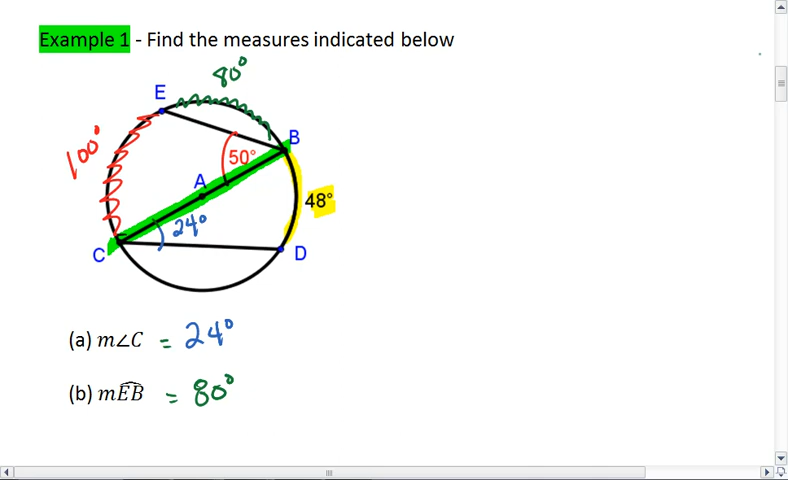 Example 1 - Find the measures indicated below
80°
E
100°
B
50°
A
48°
24°
C
D
(a) m∠C = 24°
(b) mEB͡ = 80°